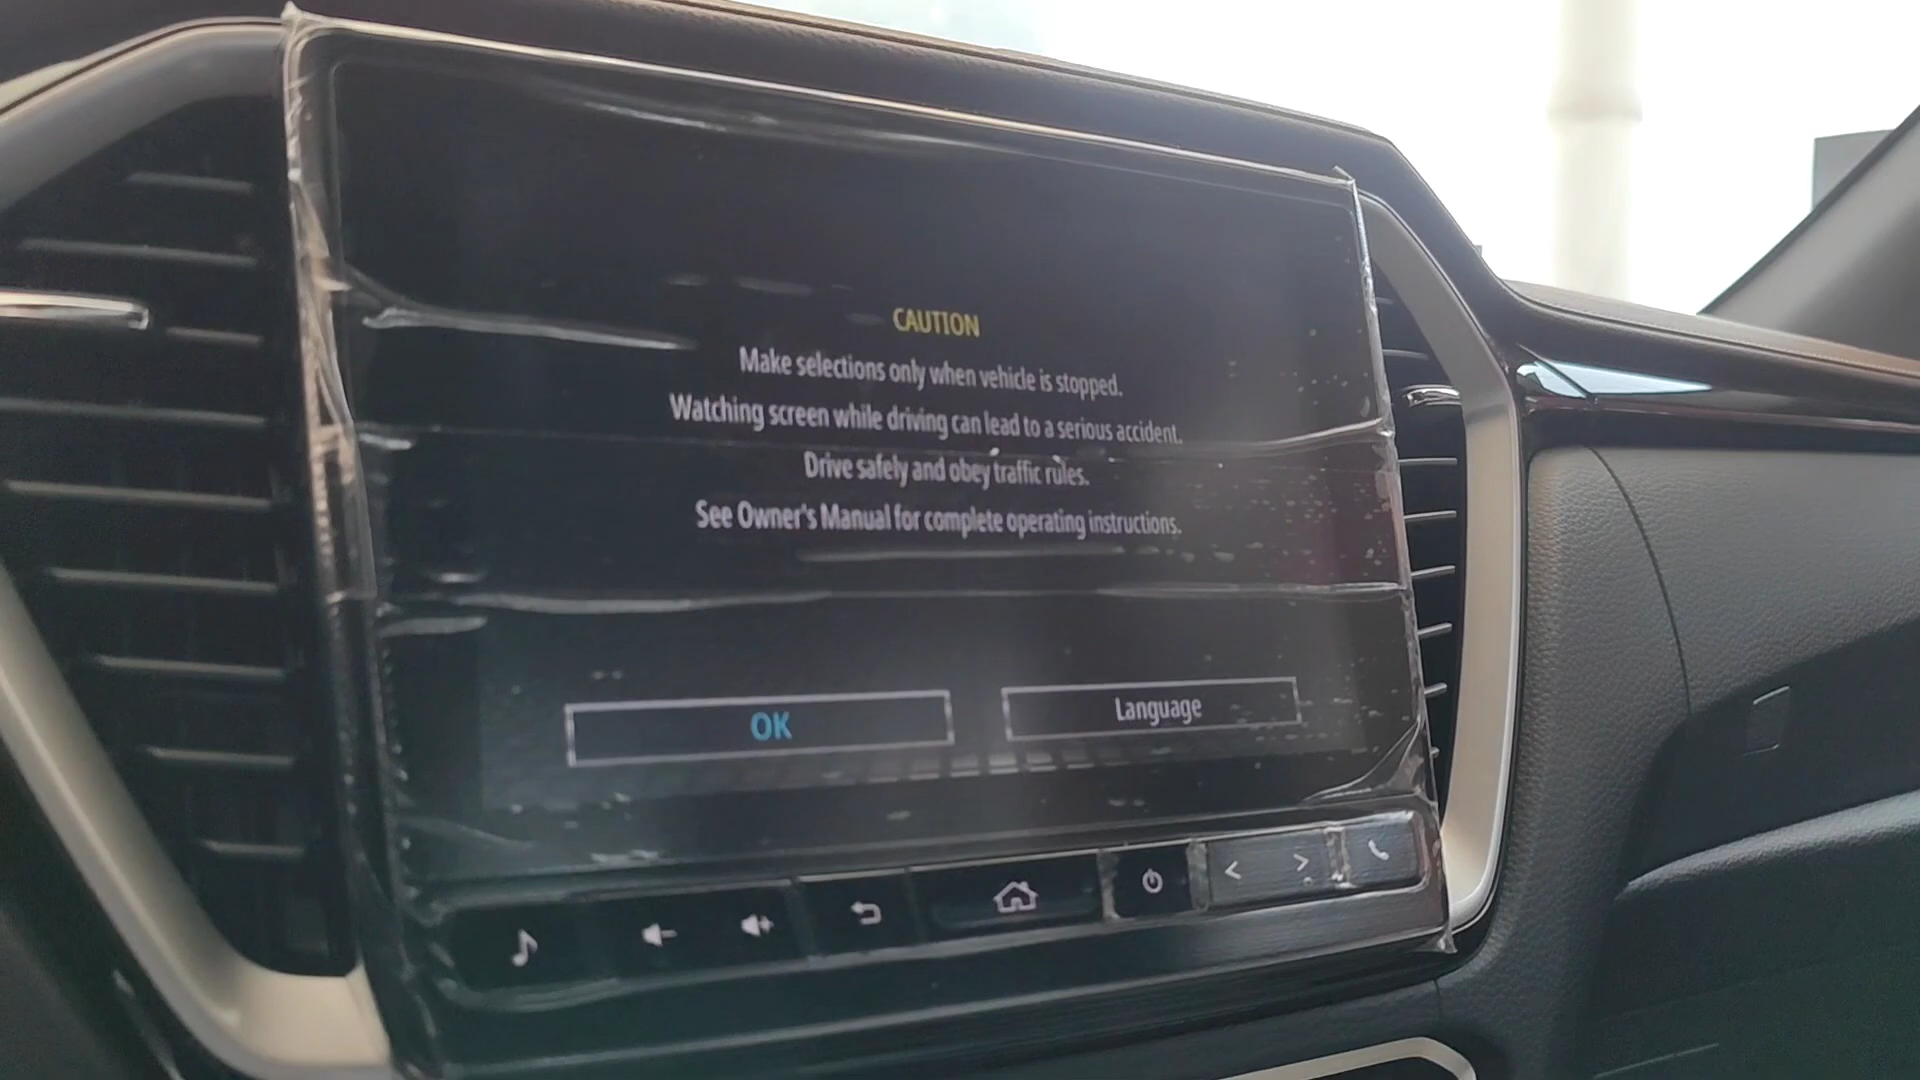 CAUTION
Make selections only when vehicle is stopped.
Watching screen while driving can lead to a serious accident.
Drive safely and obey traffic rules.
See Owner's Manual for complete operating instructions.
OK
Language